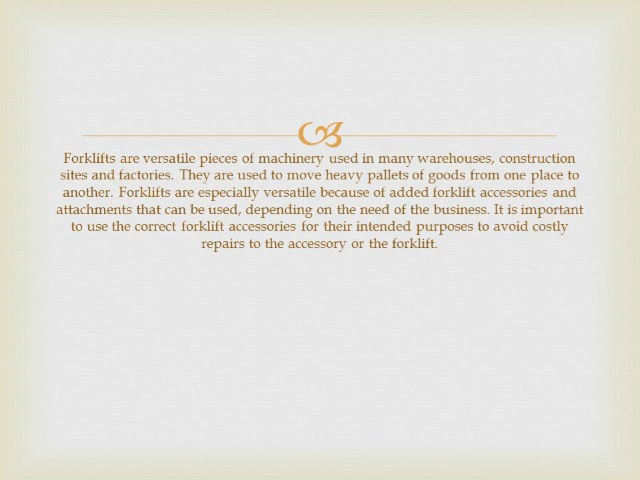 Forklifts are versatile pieces of machinery used in many warehouses, construction
sites and factories. They are used to move heavy pallets of goods from one place to
another. Forklifts are especially versatile because of added forklift accessories and
attachments that can be used, depending on the need of the business. It is important
to use the correct forklift accessories for their intended purposes to avoid costly
repairs to the accessory or the forklift.